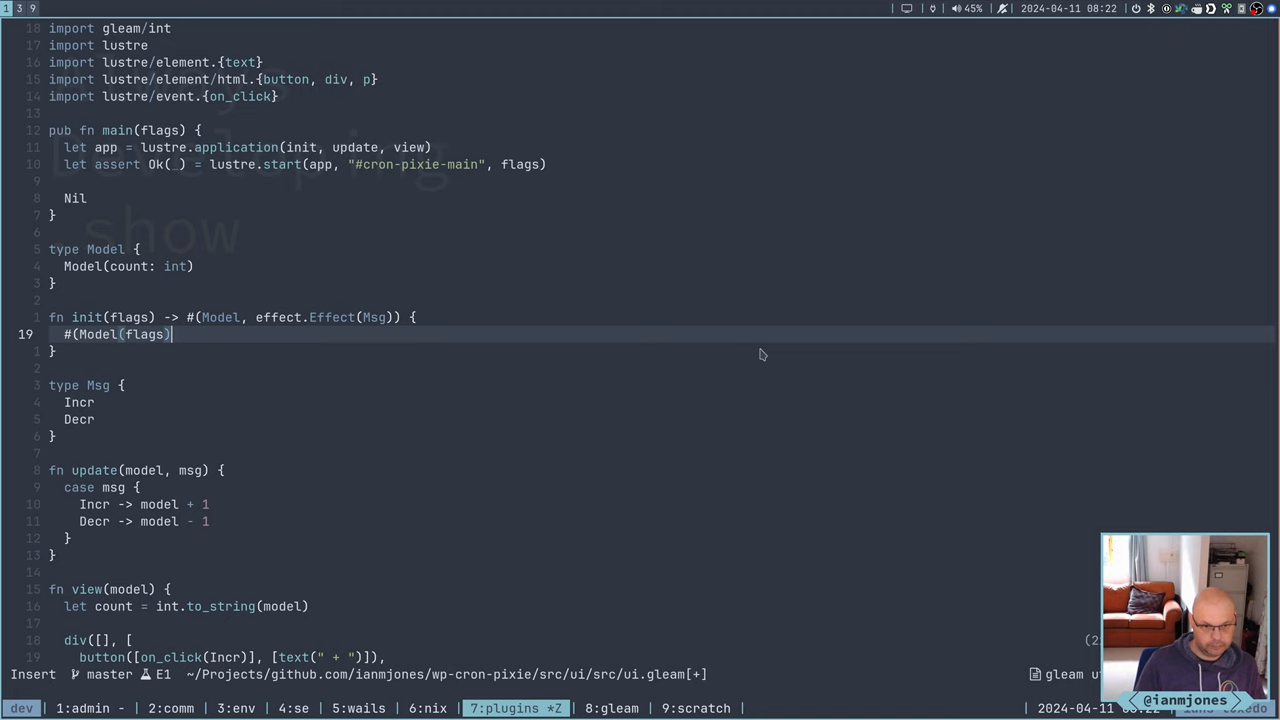 1 3 9 45% 2024-04-11 08:22
18 import gleam/int
17 import lustre
16 import lustre/element.{text}
15 import lustre/element/html.{button, div, p}
14 import lustre/event.{on_click}
13
12 pub fn main(flags) {
11 let app = lustre.application(init, update, view)
10 let assert Ok(_) = lustre.start(app, "#cron-pixie-main", flags)
9
8 Nil
7 }
6
5 type Model {
4 Model(count: int)
3 }
2
1 fn init(flags) -> #(Model, effect.Effect(Msg)) {
19 #(Model(flags)
1 }
2
3 type Msg {
4 Incr
5 Decr
6 }
7
8 fn update(model, msg) {
9 case msg {
10 Incr -> model + 1
11 Decr -> model - 1
12 }
13 }
14
15 fn view(model) {
16 let count = int.to_string(model)
17
18 div([], [
19 button([on_click(Incr)], [text(" + ")]),
Developing
show
Insert master E1 ~/Projects/github.com/ianmjones/wp-cron-pixie/src/ui/src/ui.gleam[+] gleam
dev 1:admin - 2:comm 3:env 4:se 5:wails 6:nix 7:plugins *Z 8:gleam 9:scratch 2024-04-11
@ianmjones